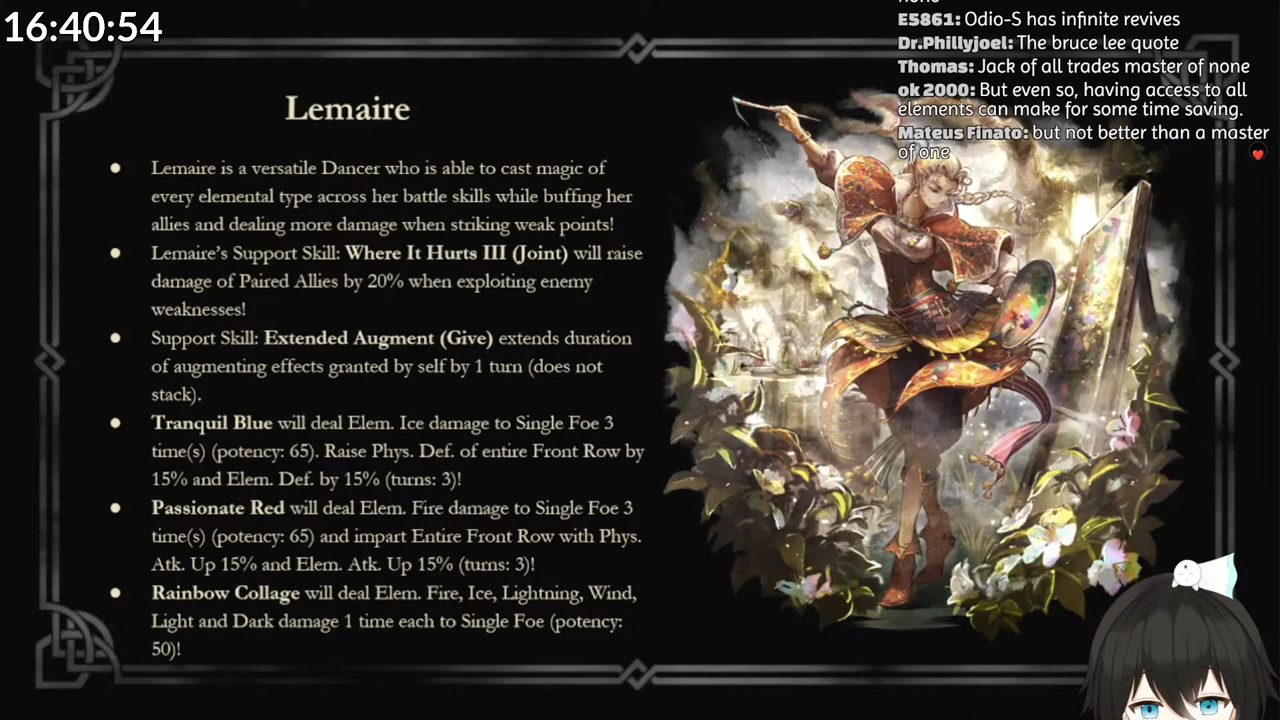 16:40:54
none
E5861: Odio-S has infinite revives
Dr.Phillyjoel: The bruce lee quote
Thomas: Jack of all trades master of none
ok 2000: But even so, having access to all
elements can make for some time saving.
Mateus Finato: but not better than a master
of one
Lemaire
Lemaire is a versatile Dancer who is able to cast magic of
every elemental type across her battle skills while buffing her
allies and dealing more damage when striking weak points!
Lemaire's Support Skill: Where It Hurts III (Joint) will raise
damage of Paired Allies by 20% when exploiting enemy
weaknesses!
Support Skill: Extended Augment (Give) extends duration
of augmenting effects granted by self by 1 turn (does not
stack).
Tranquil Blue will deal Elem. Ice damage to Single Foe 3
time(s) (potency: 65). Raise Phys. Def. of entire Front Row by
15% and Elem. Def. by 15% (turns: 3)!
Passionate Red will deal Elem. Fire damage to Single Foe 3
time(s) (potency: 65) and impart Entire Front Row with Phys.
Atk. Up 15% and Elem. Atk. Up 15% (turns: 3)!
Rainbow Collage will deal Elem. Fire, Ice, Lightning, Wind,
Light and Dark damage 1 time each to Single Foe (potency:
50)!